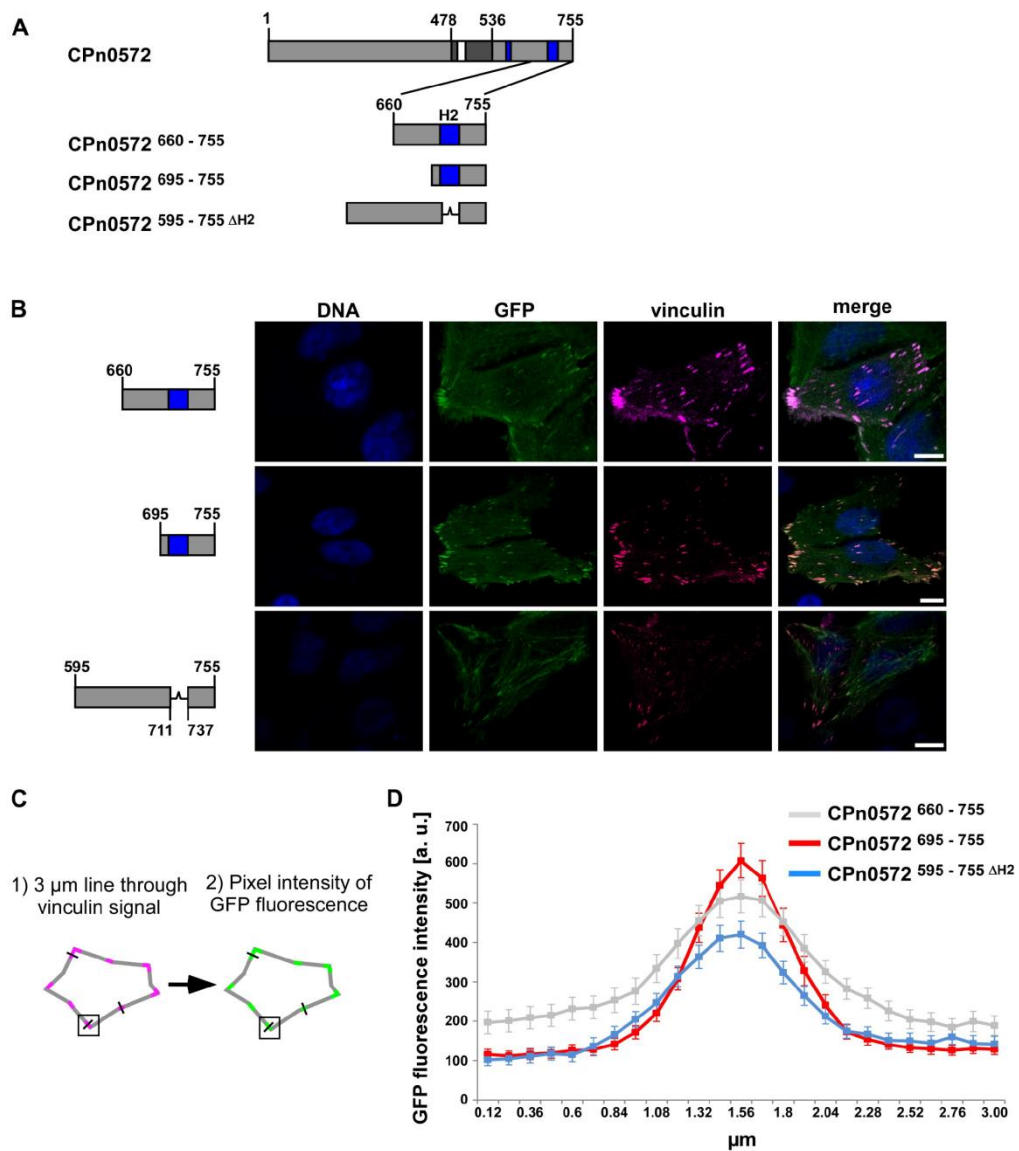 A
1 478 536 755
CPn0572
660 755
H2
CPn0572 660 - 755
CPn0572 695 - 755
CPn0572 595 - 755 ΔH2
B
DNA GFP vinculin merge
660 755
695 755
595 755
711 737
C
1) 3 µm line through
vinculin signal
2) Pixel intensity of
GFP fluorescence
D
CPn0572 660 - 755
CPn0572 695 - 755
CPn0572 595 - 755 ΔH2
GFP fluorescence intensity [a. u.]
700
600
500
400
300
200
100
0
0.12 0.36 0.6 0.84 1.08 1.32 1.56 1.8 2.04 2.28 2.52 2.76 3.00
µm